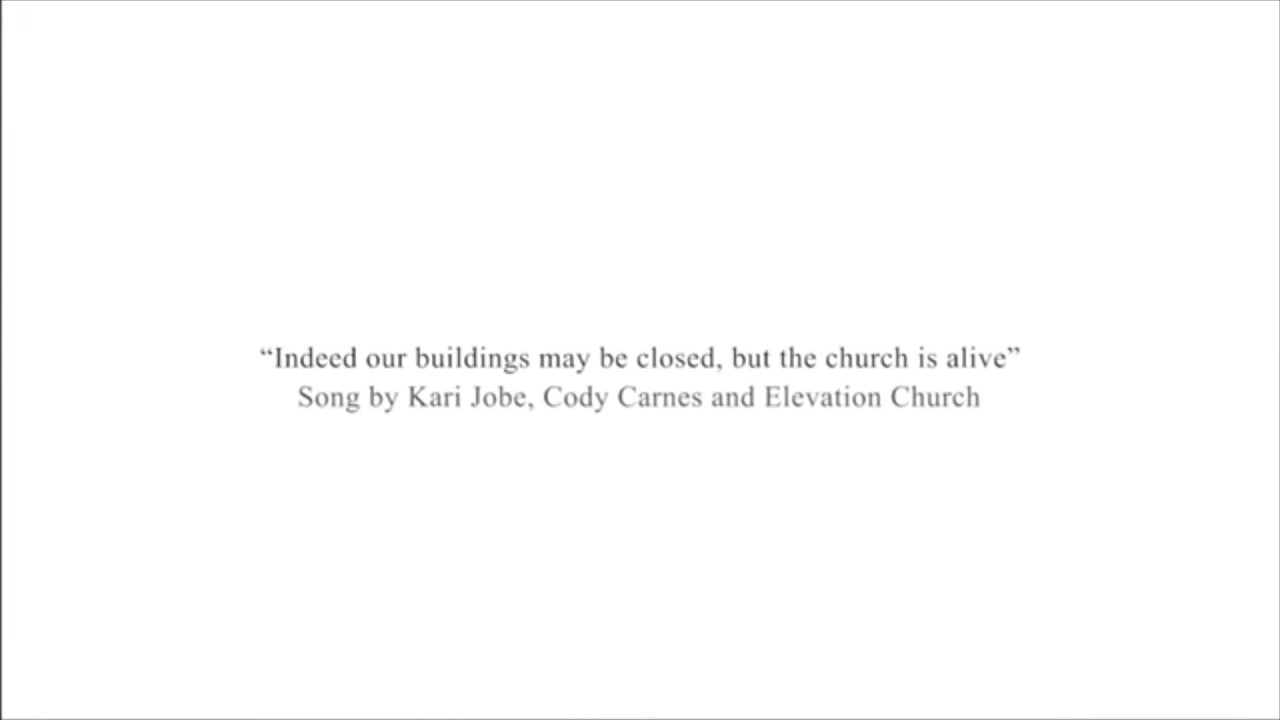 “Indeed our buildings may be closed, but the church is alive”
Song by Kari Jobe, Cody Carnes and Elevation Church